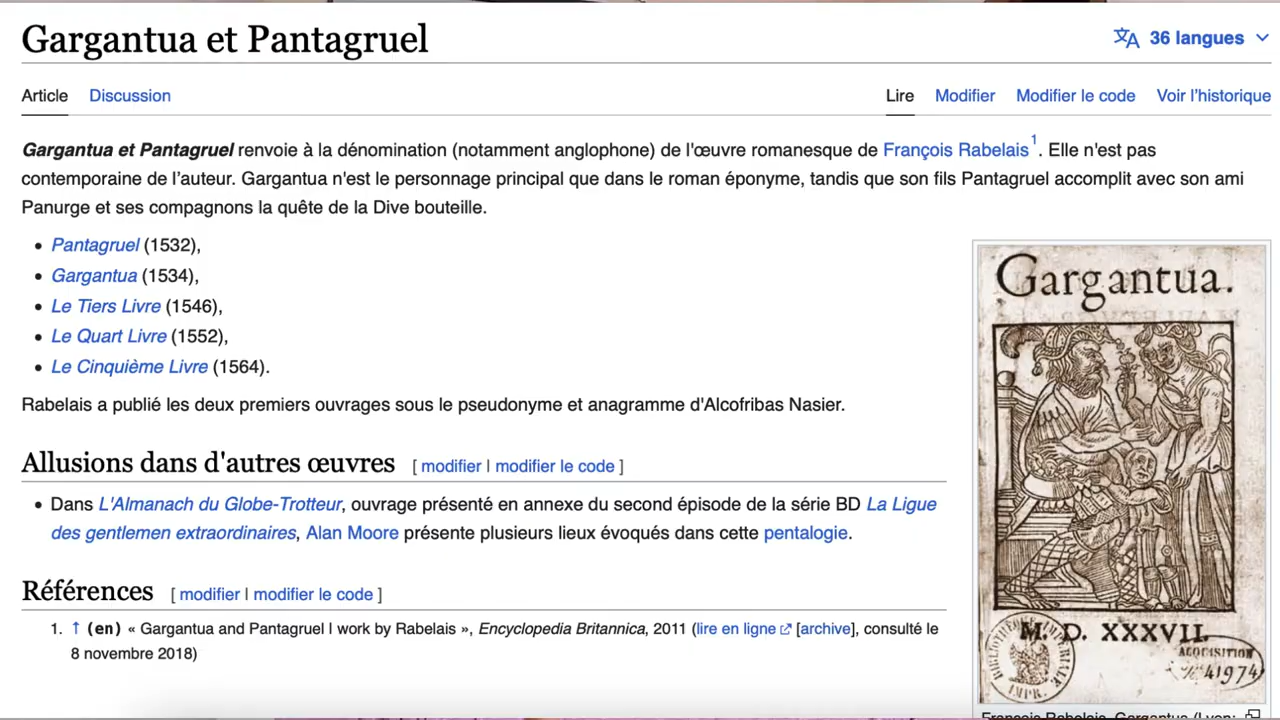 Gargantua et Pantagruel
36 langues
Article Discussion
Lire Modifier Modifier le code Voir l'historique
Gargantua et Pantagruel renvoie à la dénomination (notamment anglophone) de l'œuvre romanesque de François Rabelais1. Elle n'est pas
contemporaine de l'auteur. Gargantua n'est le personnage principal que dans le roman éponyme, tandis que son fils Pantagruel accomplit avec son ami
Panurge et ses compagnons la quête de la Dive bouteille.
• Pantagruel (1532),
• Gargantua (1534),
• Le Tiers Livre (1546),
• Le Quart Livre (1552),
• Le Cinquième Livre (1564).
Rabelais a publié les deux premiers ouvrages sous le pseudonyme et anagramme d'Alcofribas Nasier.
Allusions dans d'autres œuvres [ modifier | modifier le code ]
• Dans L'Almanach du Globe-Trotteur, ouvrage présenté en annexe du second épisode de la série BD La Ligue
des gentlemen extraordinaires, Alan Moore présente plusieurs lieux évoqués dans cette pentalogie.
Références [ modifier | modifier le code ]
1. ↑ (en) « Gargantua and Pantagruel | work by Rabelais », Encyclopedia Britannica, 2011 (lire en ligne [archive], consulté le
8 novembre 2018)
Gargantua.
M. D. XXXVII.
ACQUISITION
41974
IMPR.
François Rabelais, Gargantua (Lyon: